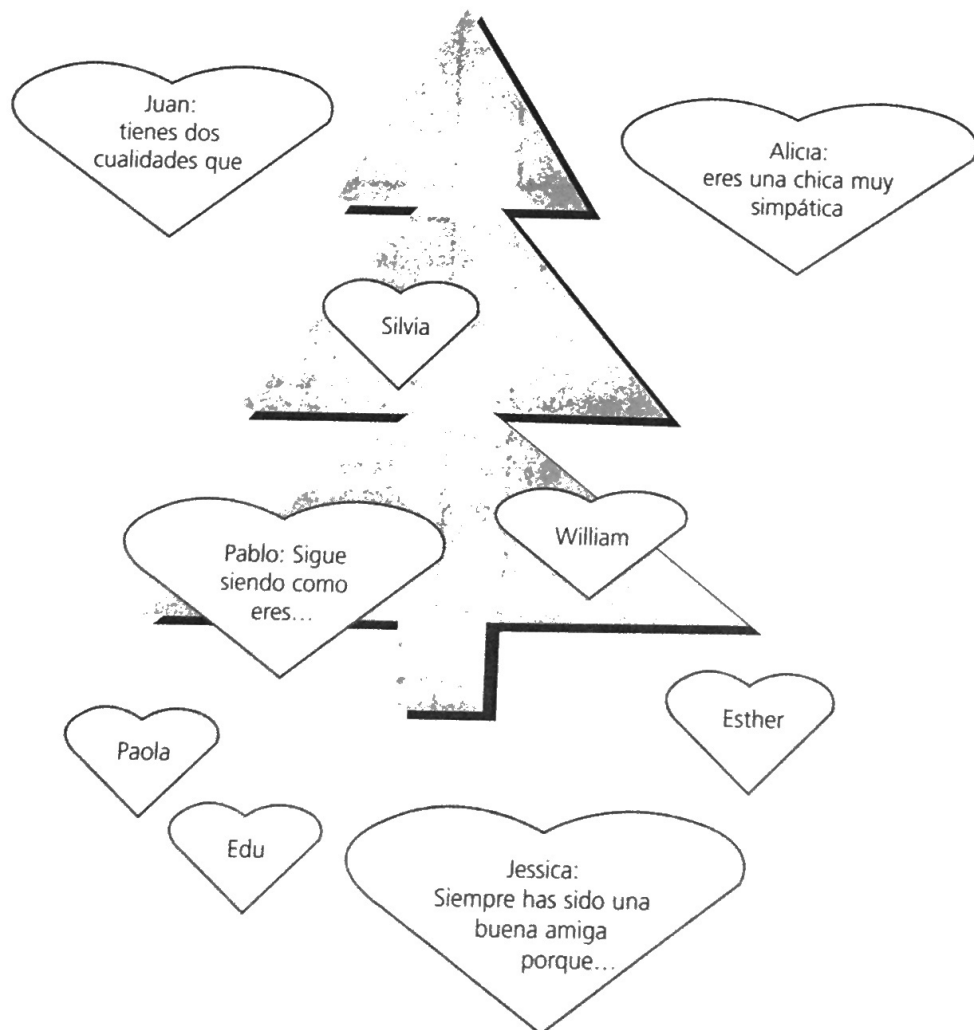 Juan:
tienes dos
cualidades que
Alicia:
eres una chica muy
simpática
Silvia
William
Pablo: Sigue
siendo como
eres...
Esther
Paola
Edu
Jessica:
Siempre has sido una
buena amiga
porque...